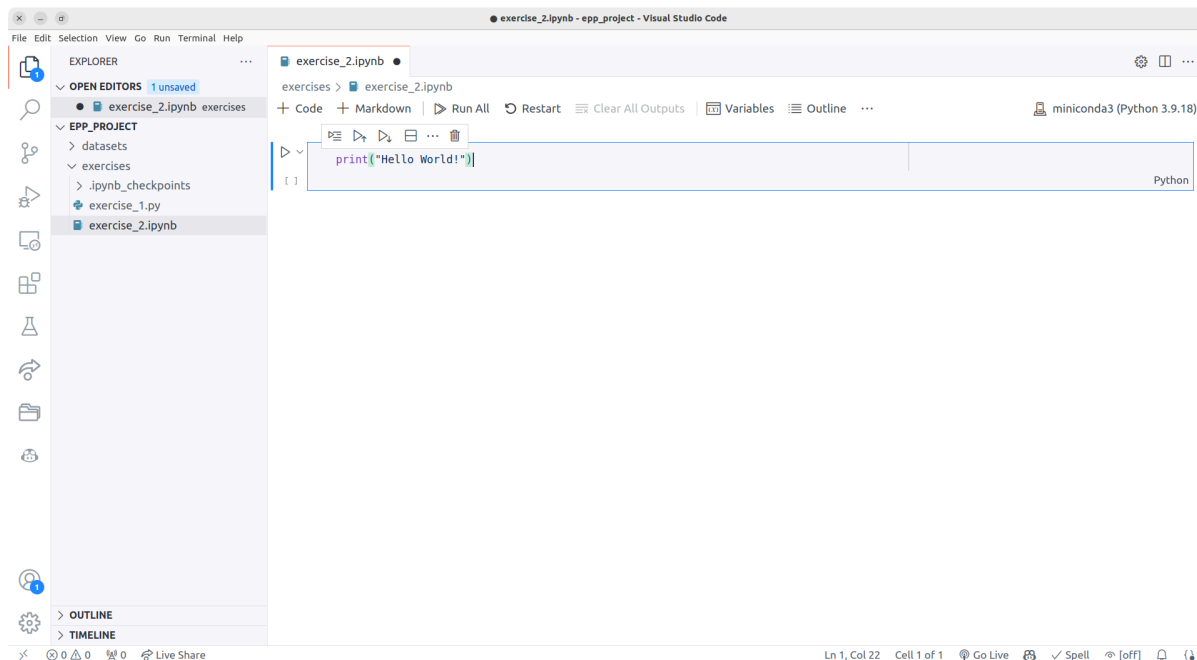 exercise_2.ipynb - epp_project - Visual Studio Code
File Edit Selection View Go Run Terminal Help
EXPLORER
OPEN EDITORS 1 unsaved
exercise_2.ipynb exercises
EPP_PROJECT
datasets
exercises
.ipynb_checkpoints
exercise_1.py
exercise_2.ipynb
OUTLINE
TIMELINE
exercise_2.ipynb
exercises > exercise_2.ipynb
+ Code + Markdown Run All Restart Clear All Outputs Variables Outline ... miniconda3 (Python 3.9.18)
print("Hello World!")
[ ] Python
1
1
0 0 0 Live Share Ln 1, Col 22 Cell 1 of 1 Go Live Spell [off]